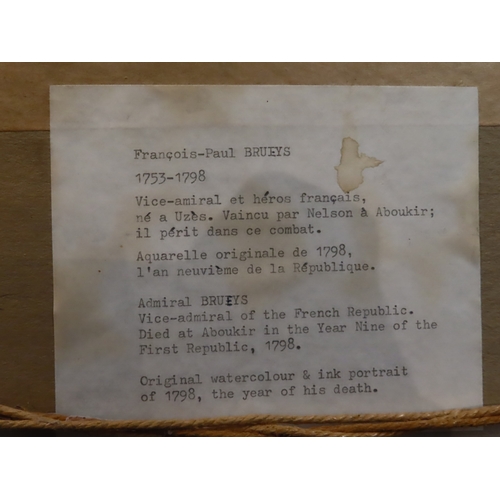 François-Paul BRUEYS
1753-1798
Vice-amiral et héros français,
né a Uzès. Vaincu par Nelson à Aboukir;
il périt dans ce combat.
Aquarelle originale de 1798,
l'an neuvième de la République.
Admiral BRUEYS
Vice-admiral of the French Republic.
Died at Aboukir in the Year Nine of the
First Republic, 1798.
Original watercolour & ink portrait
of 1798, the year of his death.